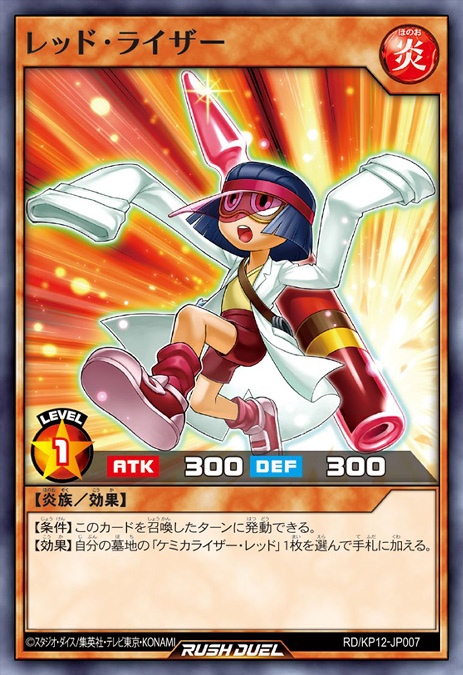 レッド・ライザー
ほのお
炎
LEVEL
1
ATK 300 DEF 300
【炎族/効果】
【条件】このカードを召喚したターンに発動できる。
【効果】自分の墓地の「ケミカライザー・レッド」1枚を選んで手札に加える。
©スタジオ・ダイス/集英社・テレビ東京・KONAMI
RUSH DUEL
RD/KP12-JP007